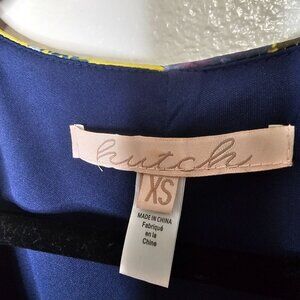 hutch
XS
MADE IN CHINA
Fabriqué
en la
Chine